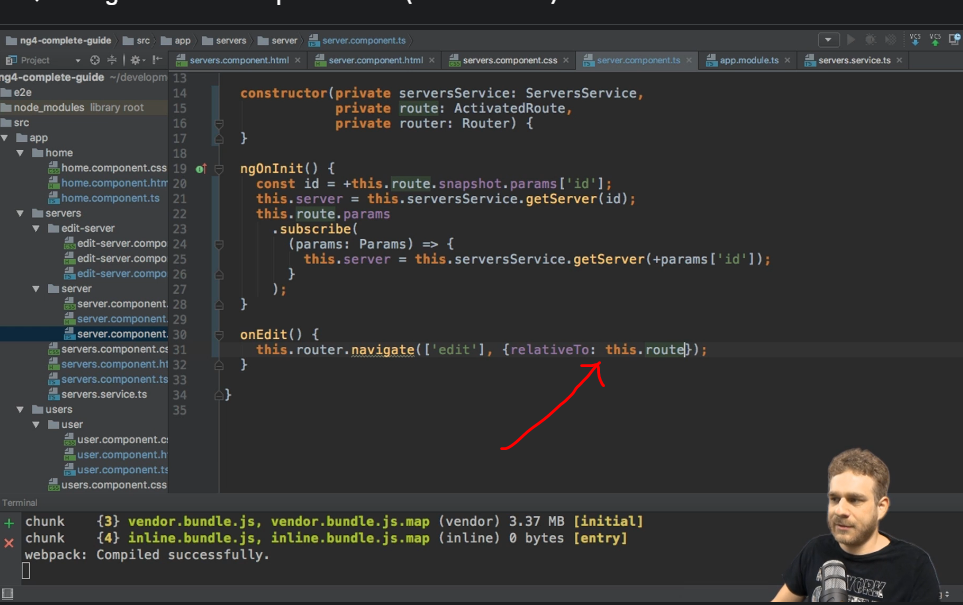 ng4-complete-guide src app servers server server.component.ts
VCS VCS
Project servers.component.html × server.component.html × servers.component.css × server.component.ts × app.module.ts × servers.service.ts ×
ng4-complete-guide ~/developm
e2e
node_modules library root
src
app
home
home.component.css
home.component.htm
home.component.ts
servers
edit-server
edit-server.compo
edit-server.compo
edit-server.compo
server
server.component.
server.component.
server.component.
servers.component.cs
servers.component.ht
servers.component.ts
servers.service.ts
users
user
user.component.cs
user.component.h
user.component.ts
users.component.css
13
14 constructor(private serversService: ServersService,
15 private route: ActivatedRoute,
16 private router: Router) {
17 }
18
19 ngOnInit() {
20 const id = +this.route.snapshot.params['id'];
21 this.server = this.serversService.getServer(id);
22 this.route.params
23 .subscribe(
24 (params: Params) => {
25 this.server = this.serversService.getServer(+params['id']);
26 }
27 );
28 }
29
30 onEdit() {
31 this.router.navigate(['edit'], {relativeTo: this.route});
32 }
33
34 }
35
Terminal
+ chunk {3} vendor.bundle.js, vendor.bundle.js.map (vendor) 3.37 MB [initial]
× chunk {4} inline.bundle.js, inline.bundle.js.map (inline) 0 bytes [entry]
webpack: Compiled successfully.